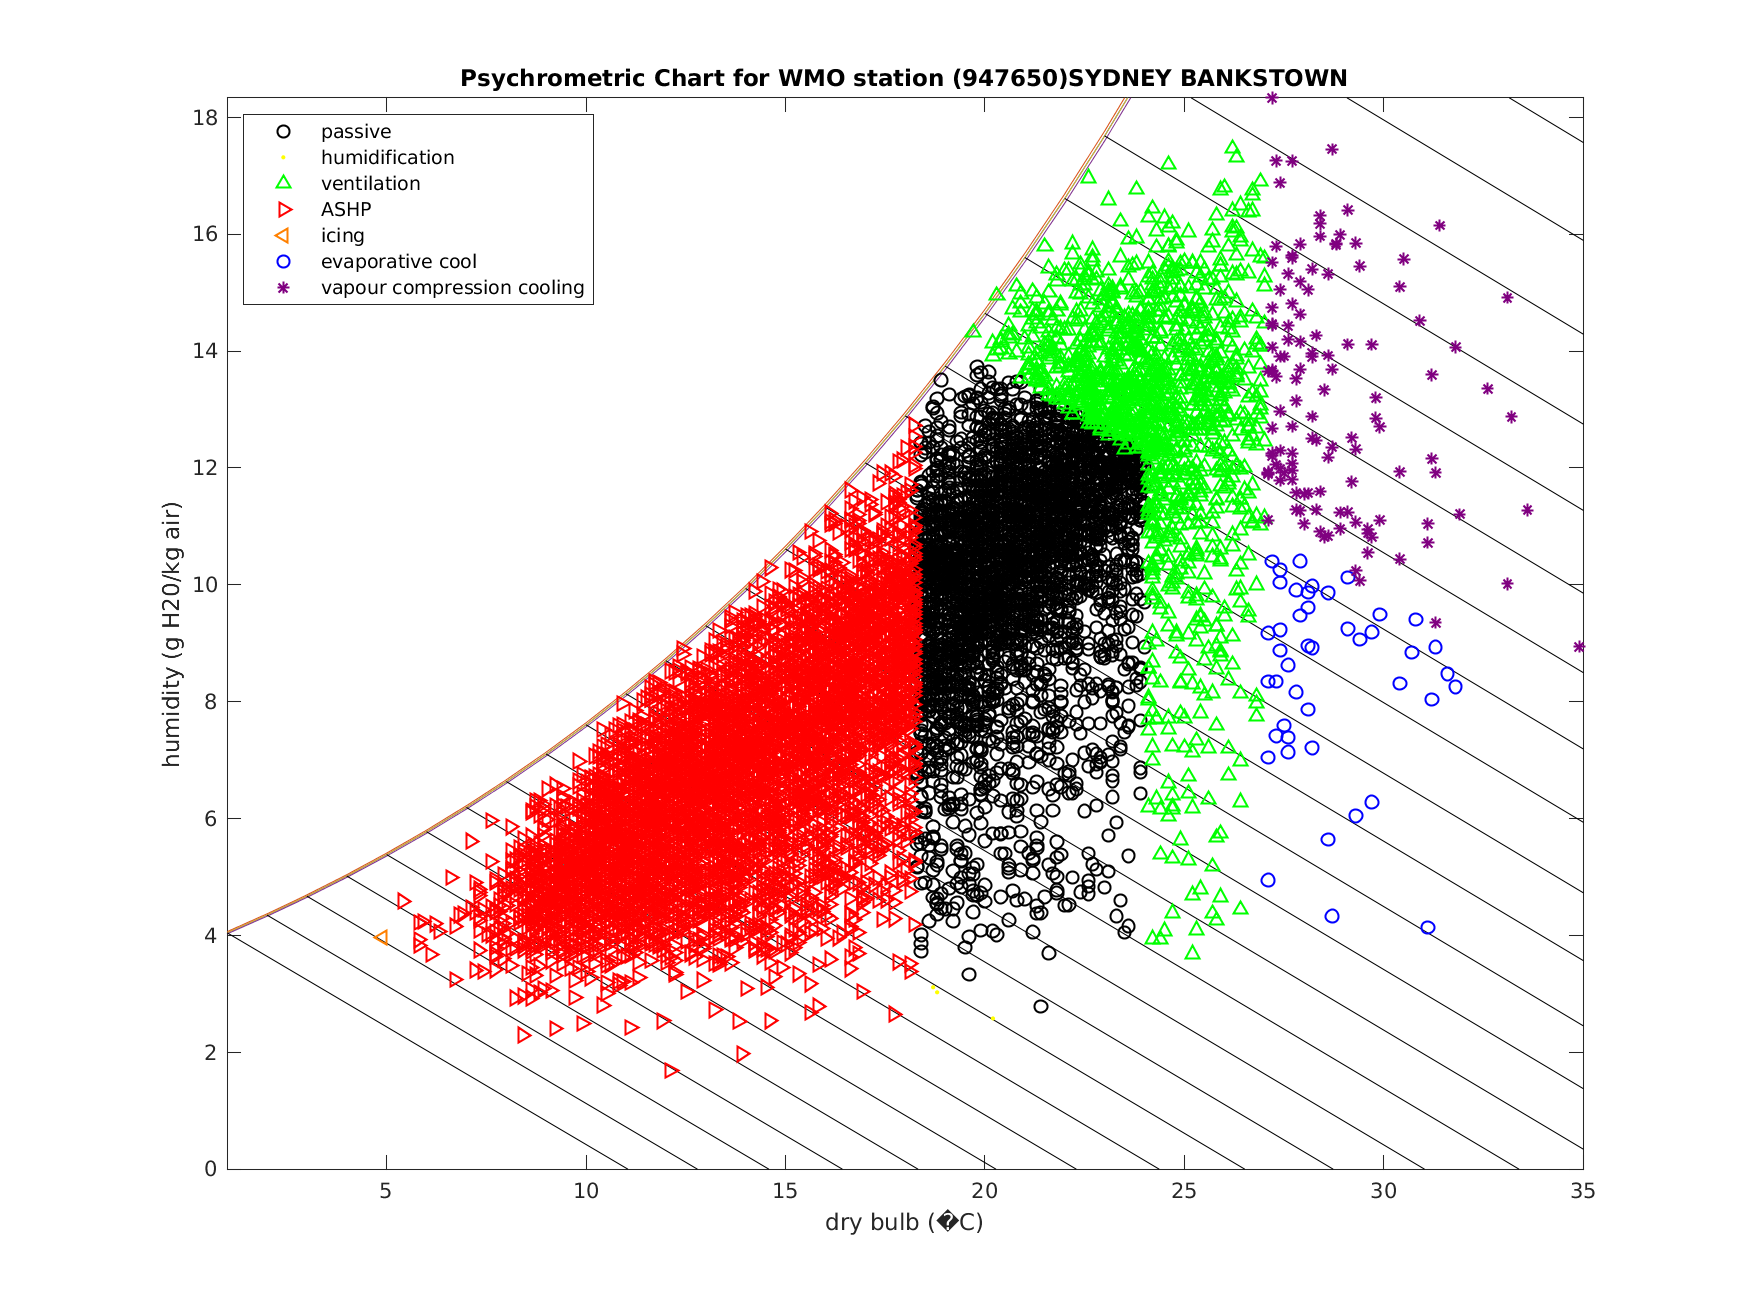 Psychrometric Chart for WMO station (947650)SYDNEY BANKSTOWN
18
16
14
12
10
8
6
4
2
0
humidity (g H20/kg air)
passive
humidification
ventilation
ASHP
icing
evaporative cool
vapour compression cooling
5
10
15
20
25
30
35
dry bulb (�C)